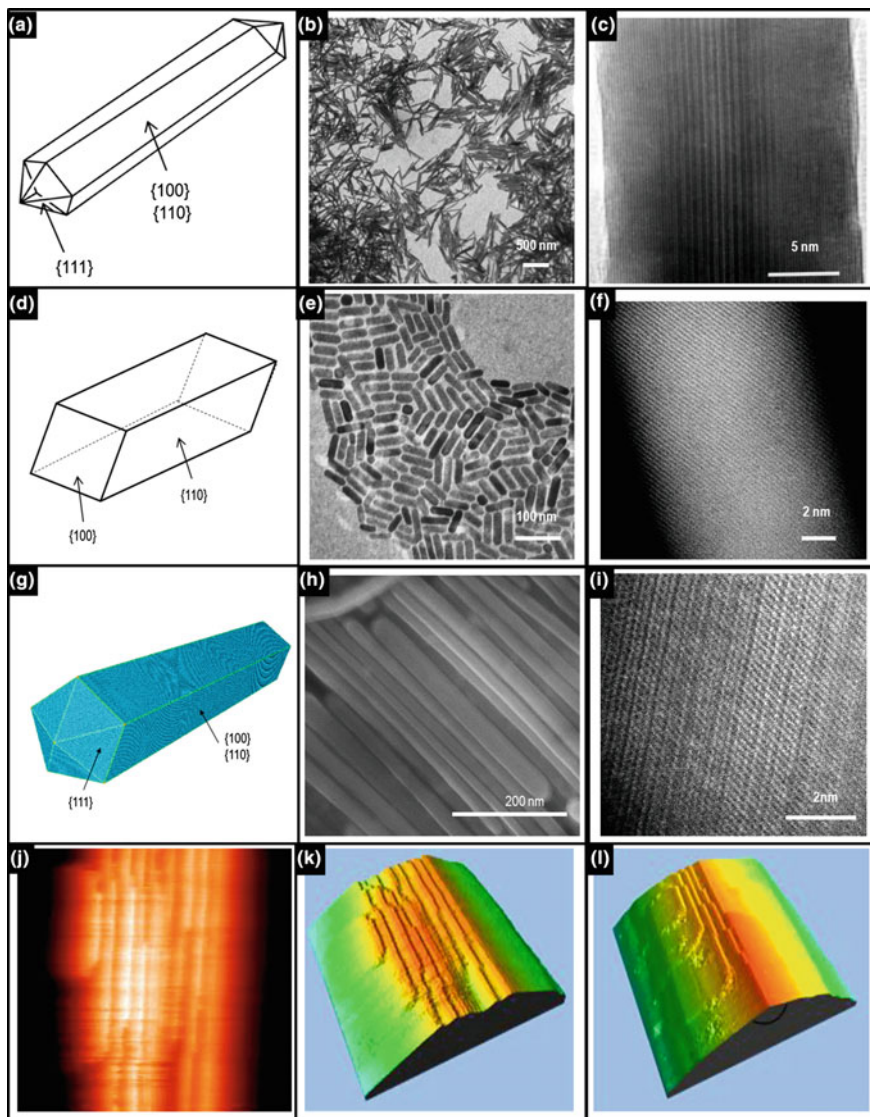 (a)
{100}
{110}
{111}
(b)
500 nm
(c)
5 nm
(d)
{110}
{100}
(e)
100 nm
(f)
2 nm
(g)
{100}
{110}
{111}
(h)
200 nm
(i)
2nm
(j)
(k)
(l)